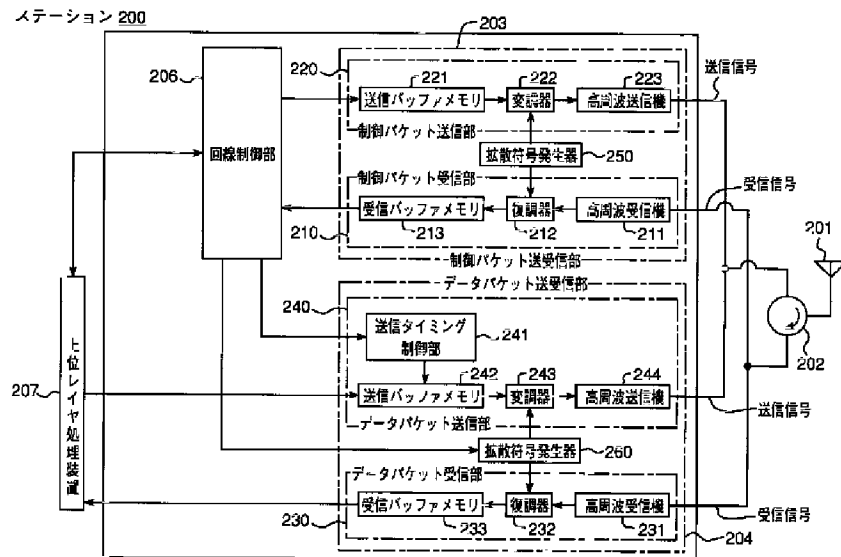 ステーション 200
203
206
220
221
222
223
送信信号
送信バッファメモリ
変調器
高周波送信機
制御パケット送信部
回線制御部
拡散符号発生器
250
制御パケット受信部
受信信号
受信バッファメモリ
復調器
高周波受信機
210
213
212
211
201
制御パケット送受信部
データパケット送受信部
240
送信タイミング
制御部
241
202
207
上位レイヤ処理装置
242
243
244
送信バッファメモリ
変調器
高周波送信機
送信信号
データパケット送信部
拡散符号発生器
260
データパケット受信部
受信バッファメモリ
復調器
高周波受信機
受信信号
230
233
232
231
204